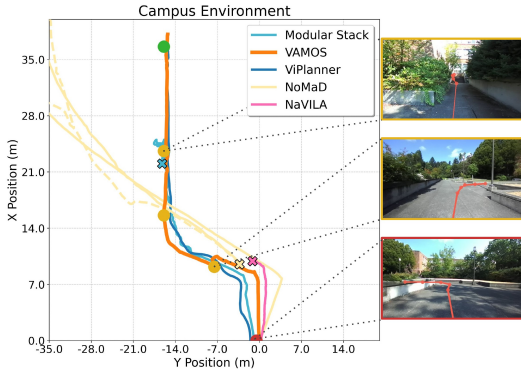 Campus Environment
Modular Stack
VAMOS
ViPlanner
NoMaD
NaVILA
X Position (m)
35.0
28.0
21.0
14.0
7.0
0.0
-35.0 -28.0 -21.0 -14.0 -7.0 0.0 7.0 14.0
Y Position (m)